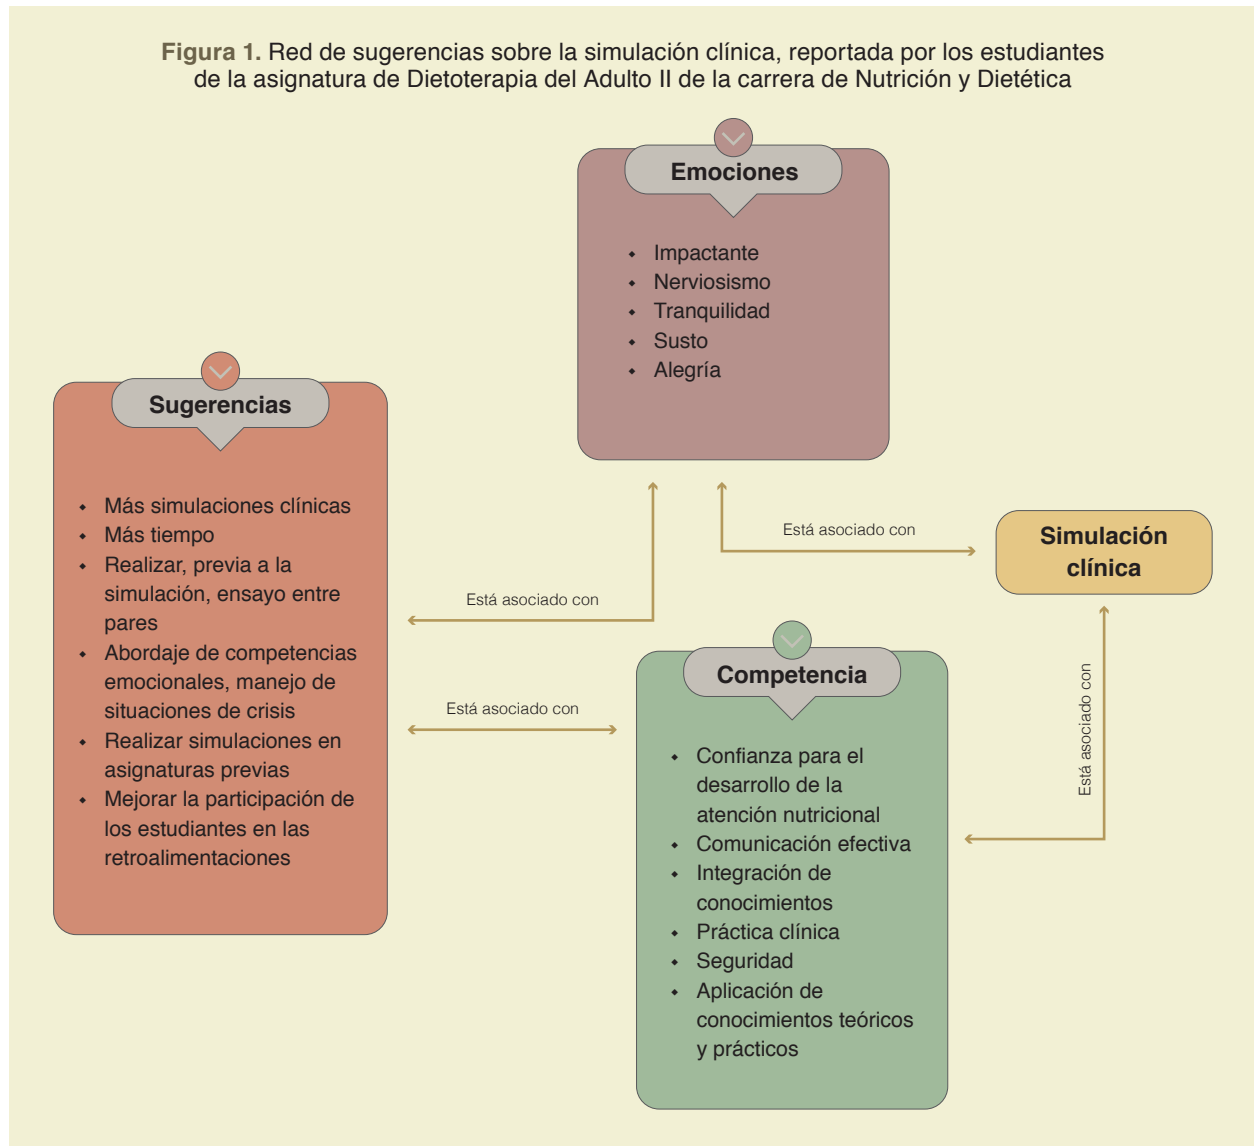 Figura 1. Red de sugerencias sobre la simulación clínica, reportada por los estudiantes
de la asignatura de Dietoterapia del Adulto II de la carrera de Nutrición y Dietética
Emociones
Impactante
Nerviosismo
Tranquilidad
Susto
Alegría
Sugerencias
Más simulaciones clínicas
Más tiempo
Realizar, previa a la
simulación, ensayo entre
pares
Abordaje de competencias
emocionales, manejo de
situaciones de crisis
Realizar simulaciones en
asignaturas previas
Mejorar la participación de
los estudiantes en las
retroalimentaciones
Está asociado con
Está asociado con
Está asociado con
Simulación
clínica
Está asociado con
Competencia
Confianza para el
desarrollo de la
atención nutricional
Comunicación efectiva
Integración de
conocimientos
Práctica clínica
Seguridad
Aplicación de
conocimientos teóricos
y prácticos